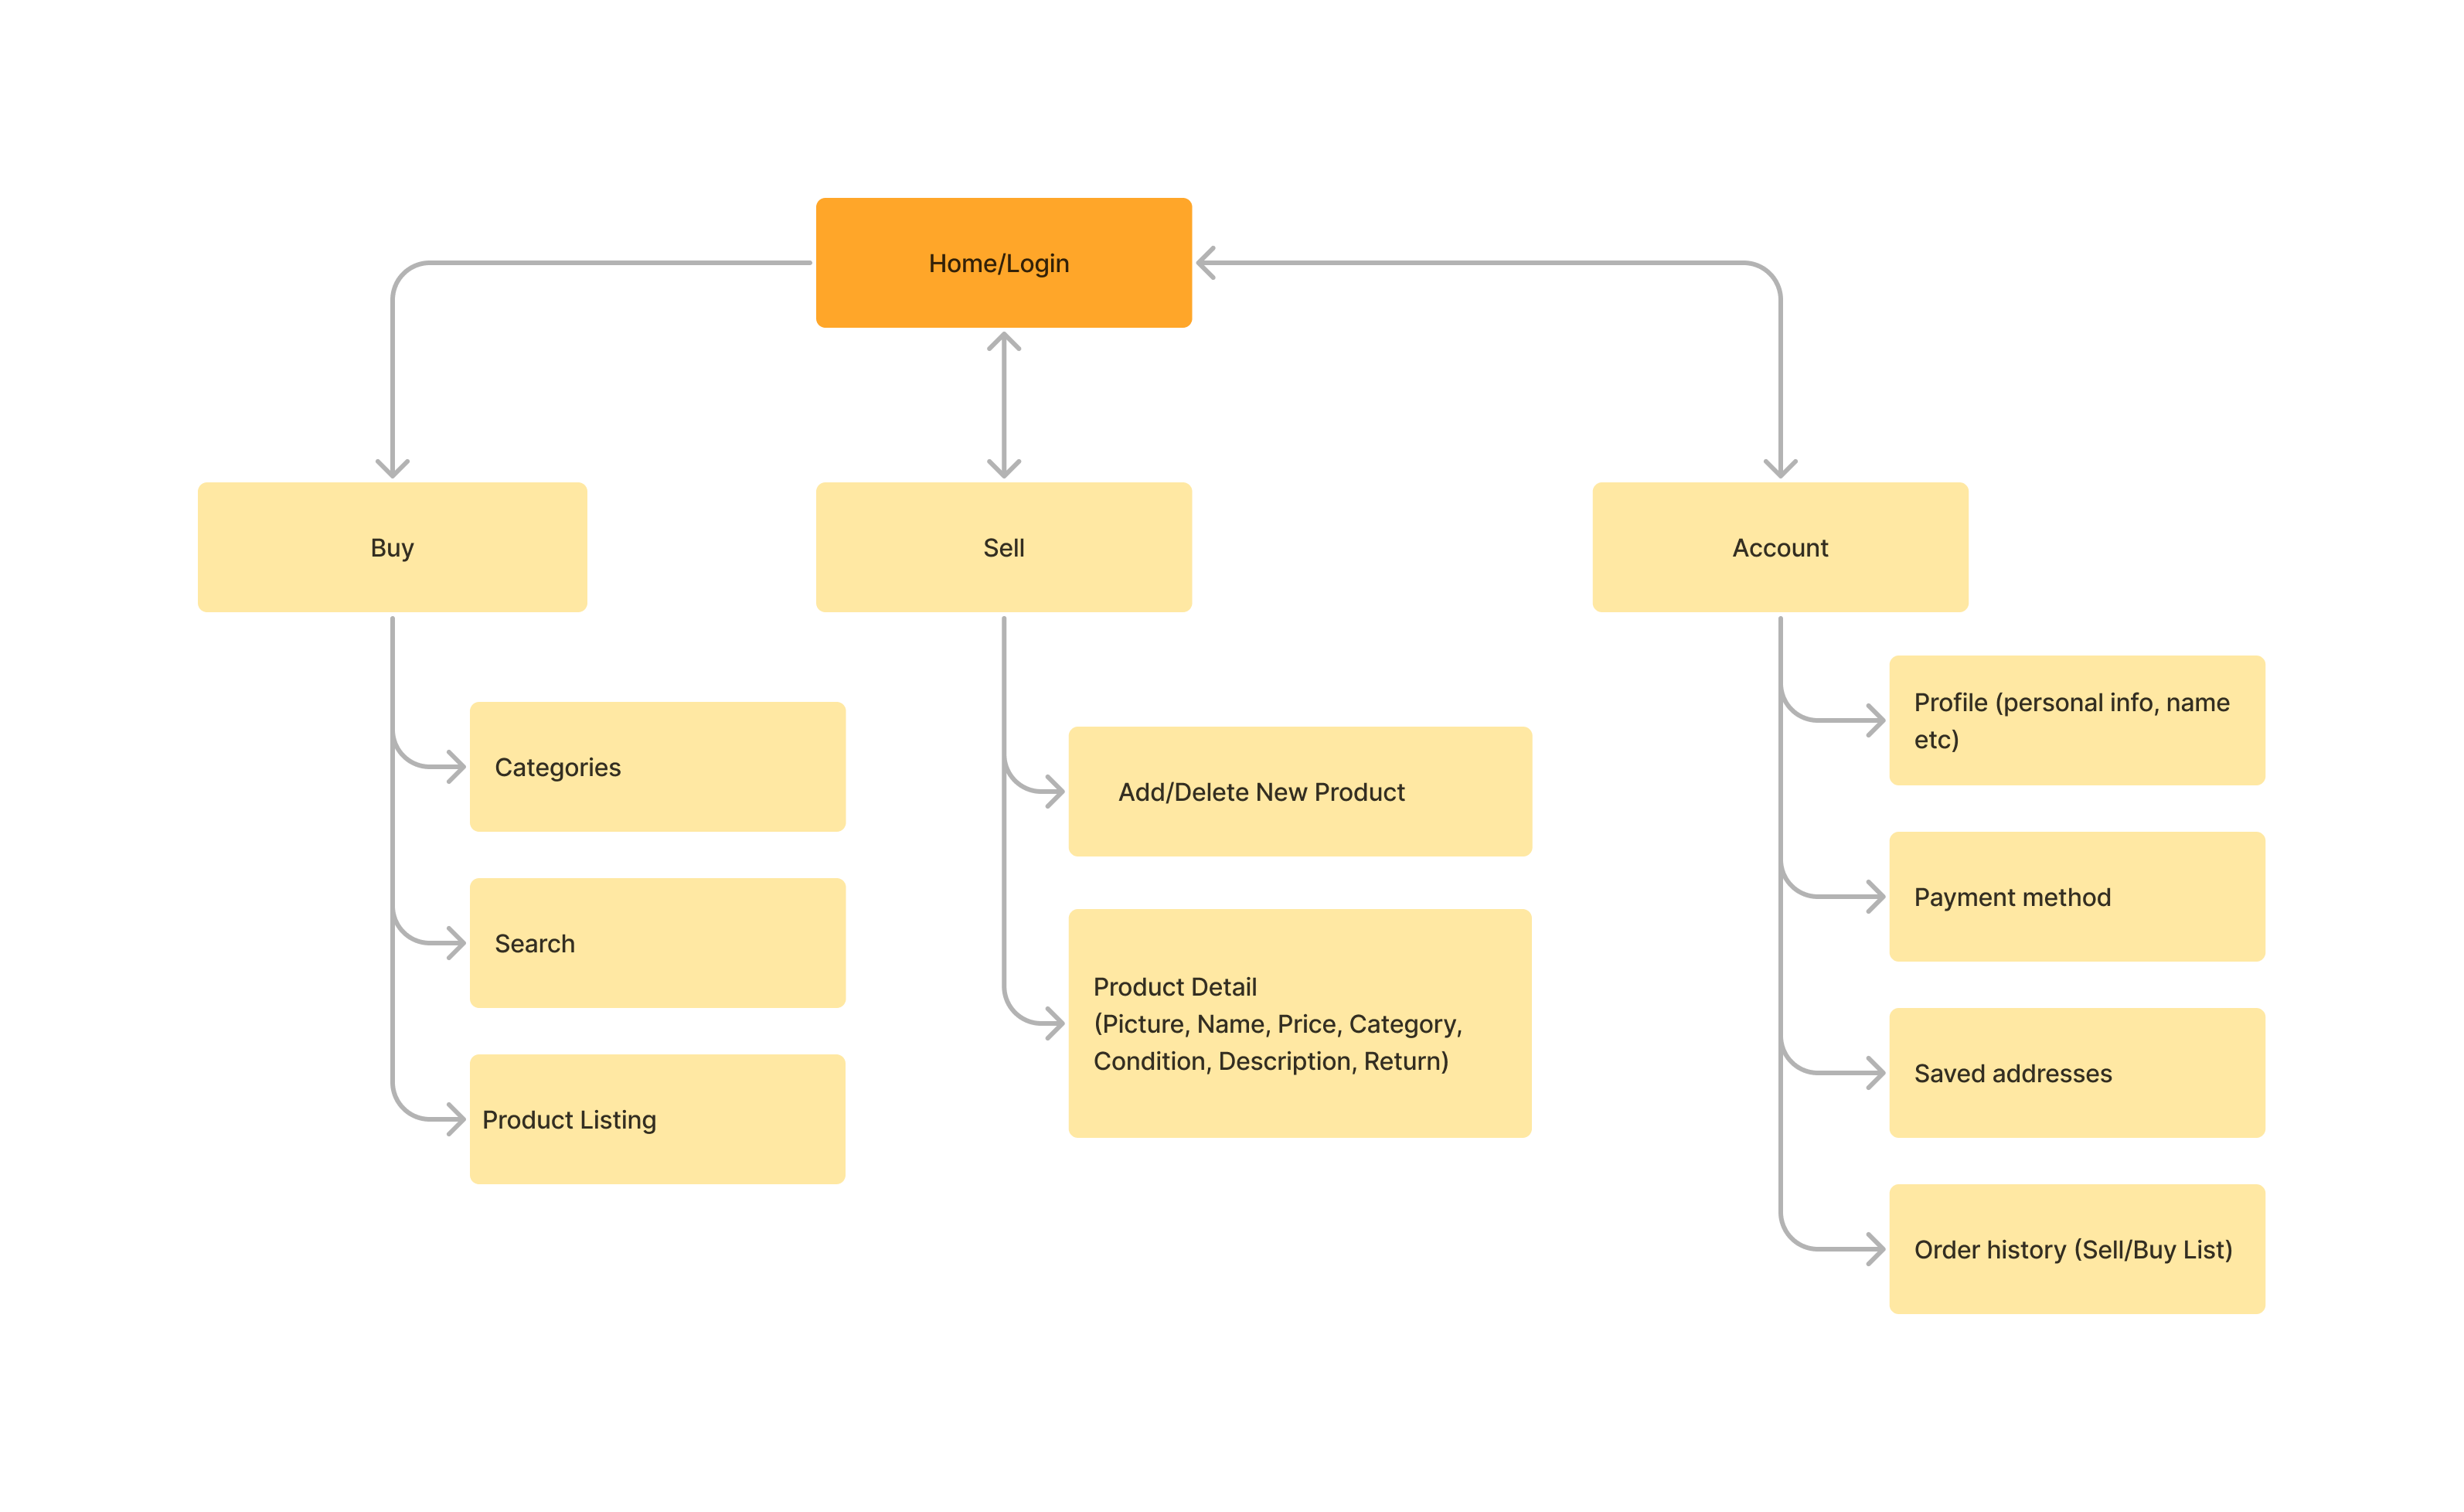 Home/Login
Buy
Sell
Account
Categories
Search
Product Listing
Add/Delete New Product
Product Detail
(Picture, Name, Price, Category,
Condition, Description, Return)
Profile (personal info, name
etc)
Payment method
Saved addresses
Order history (Sell/Buy List)